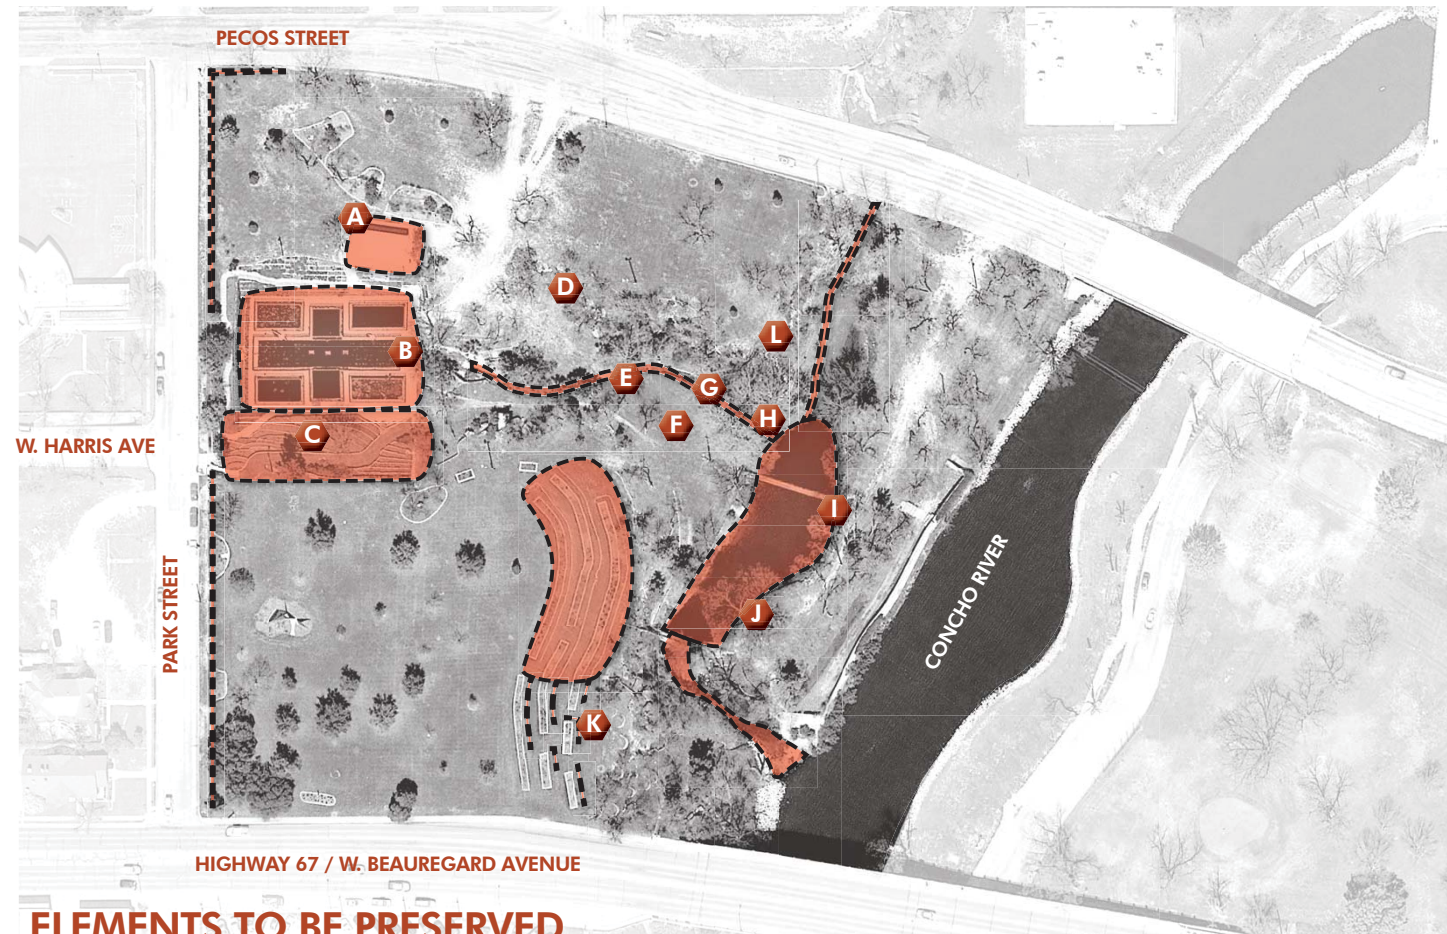 PECOS STREET
A
D
L
B
E
G
H
F
C
W. HARRIS AVE
I
CONCHO RIVER
PARK STREET
J
K
HIGHWAY 67 / W. BEAUREGARD AVENUE
ELEMENTS TO BE PRESERVED